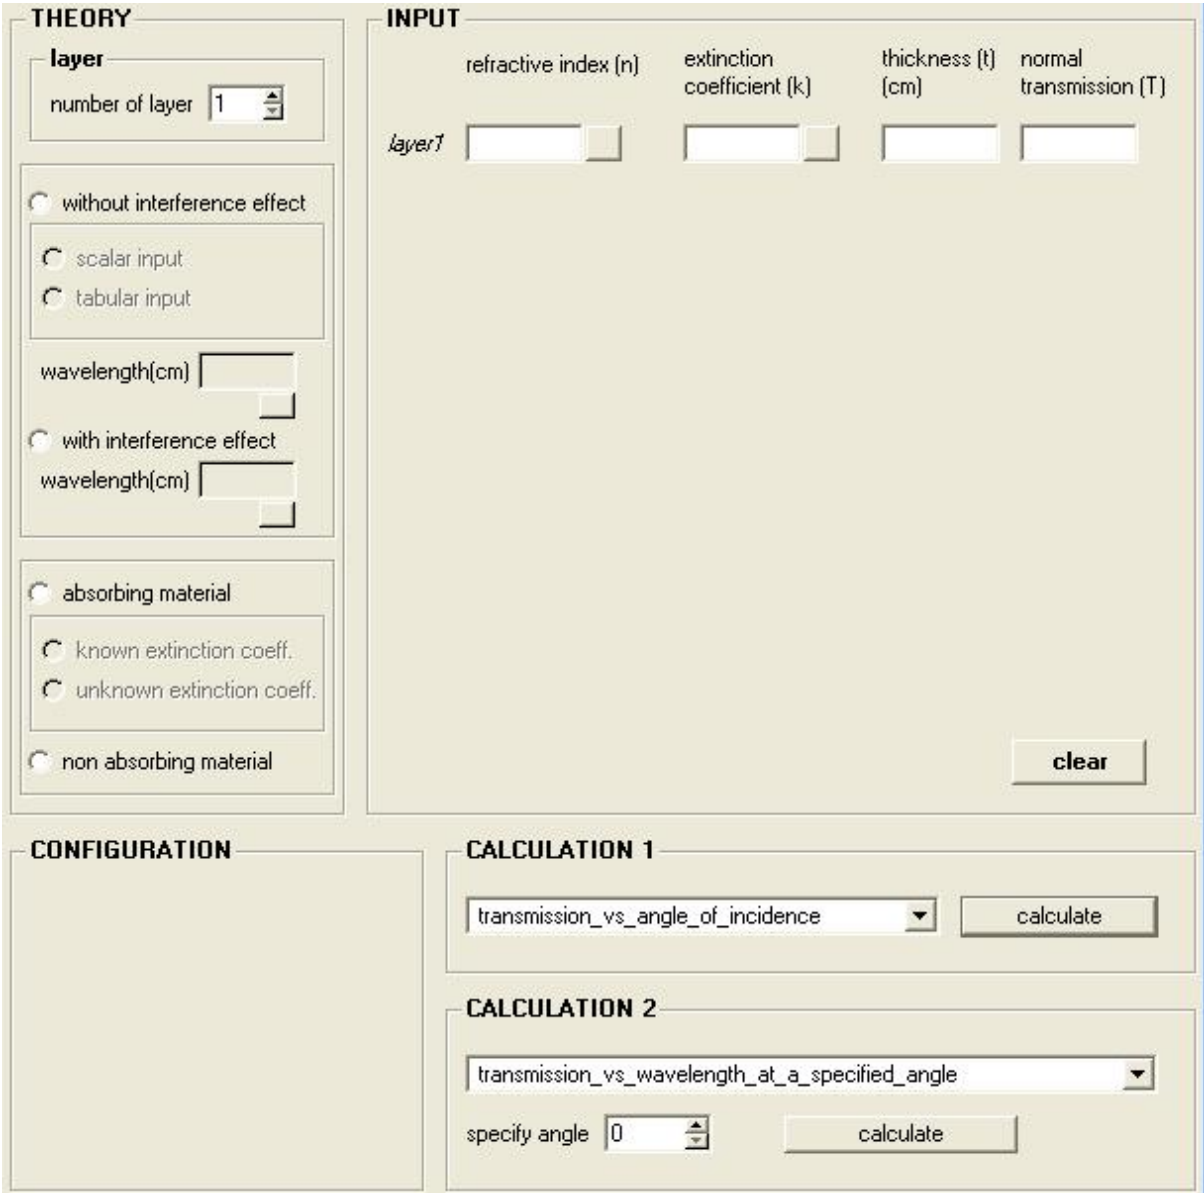 THEORY
layer
number of layer 1
without interference effect
scalar input
tabular input
wavelength(cm)
with interference effect
wavelength(cm)
absorbing material
known extinction coeff.
unknown extinction coeff.
non absorbing material
INPUT
refractive index (n)
extinction
coefficient (k)
thickness (t)
(cm)
normal
transmission (T)
layer1
clear
CONFIGURATION
CALCULATION 1
transmission_vs_angle_of_incidence
calculate
CALCULATION 2
transmission_vs_wavelength_at_a_specified_angle
specify angle 0
calculate